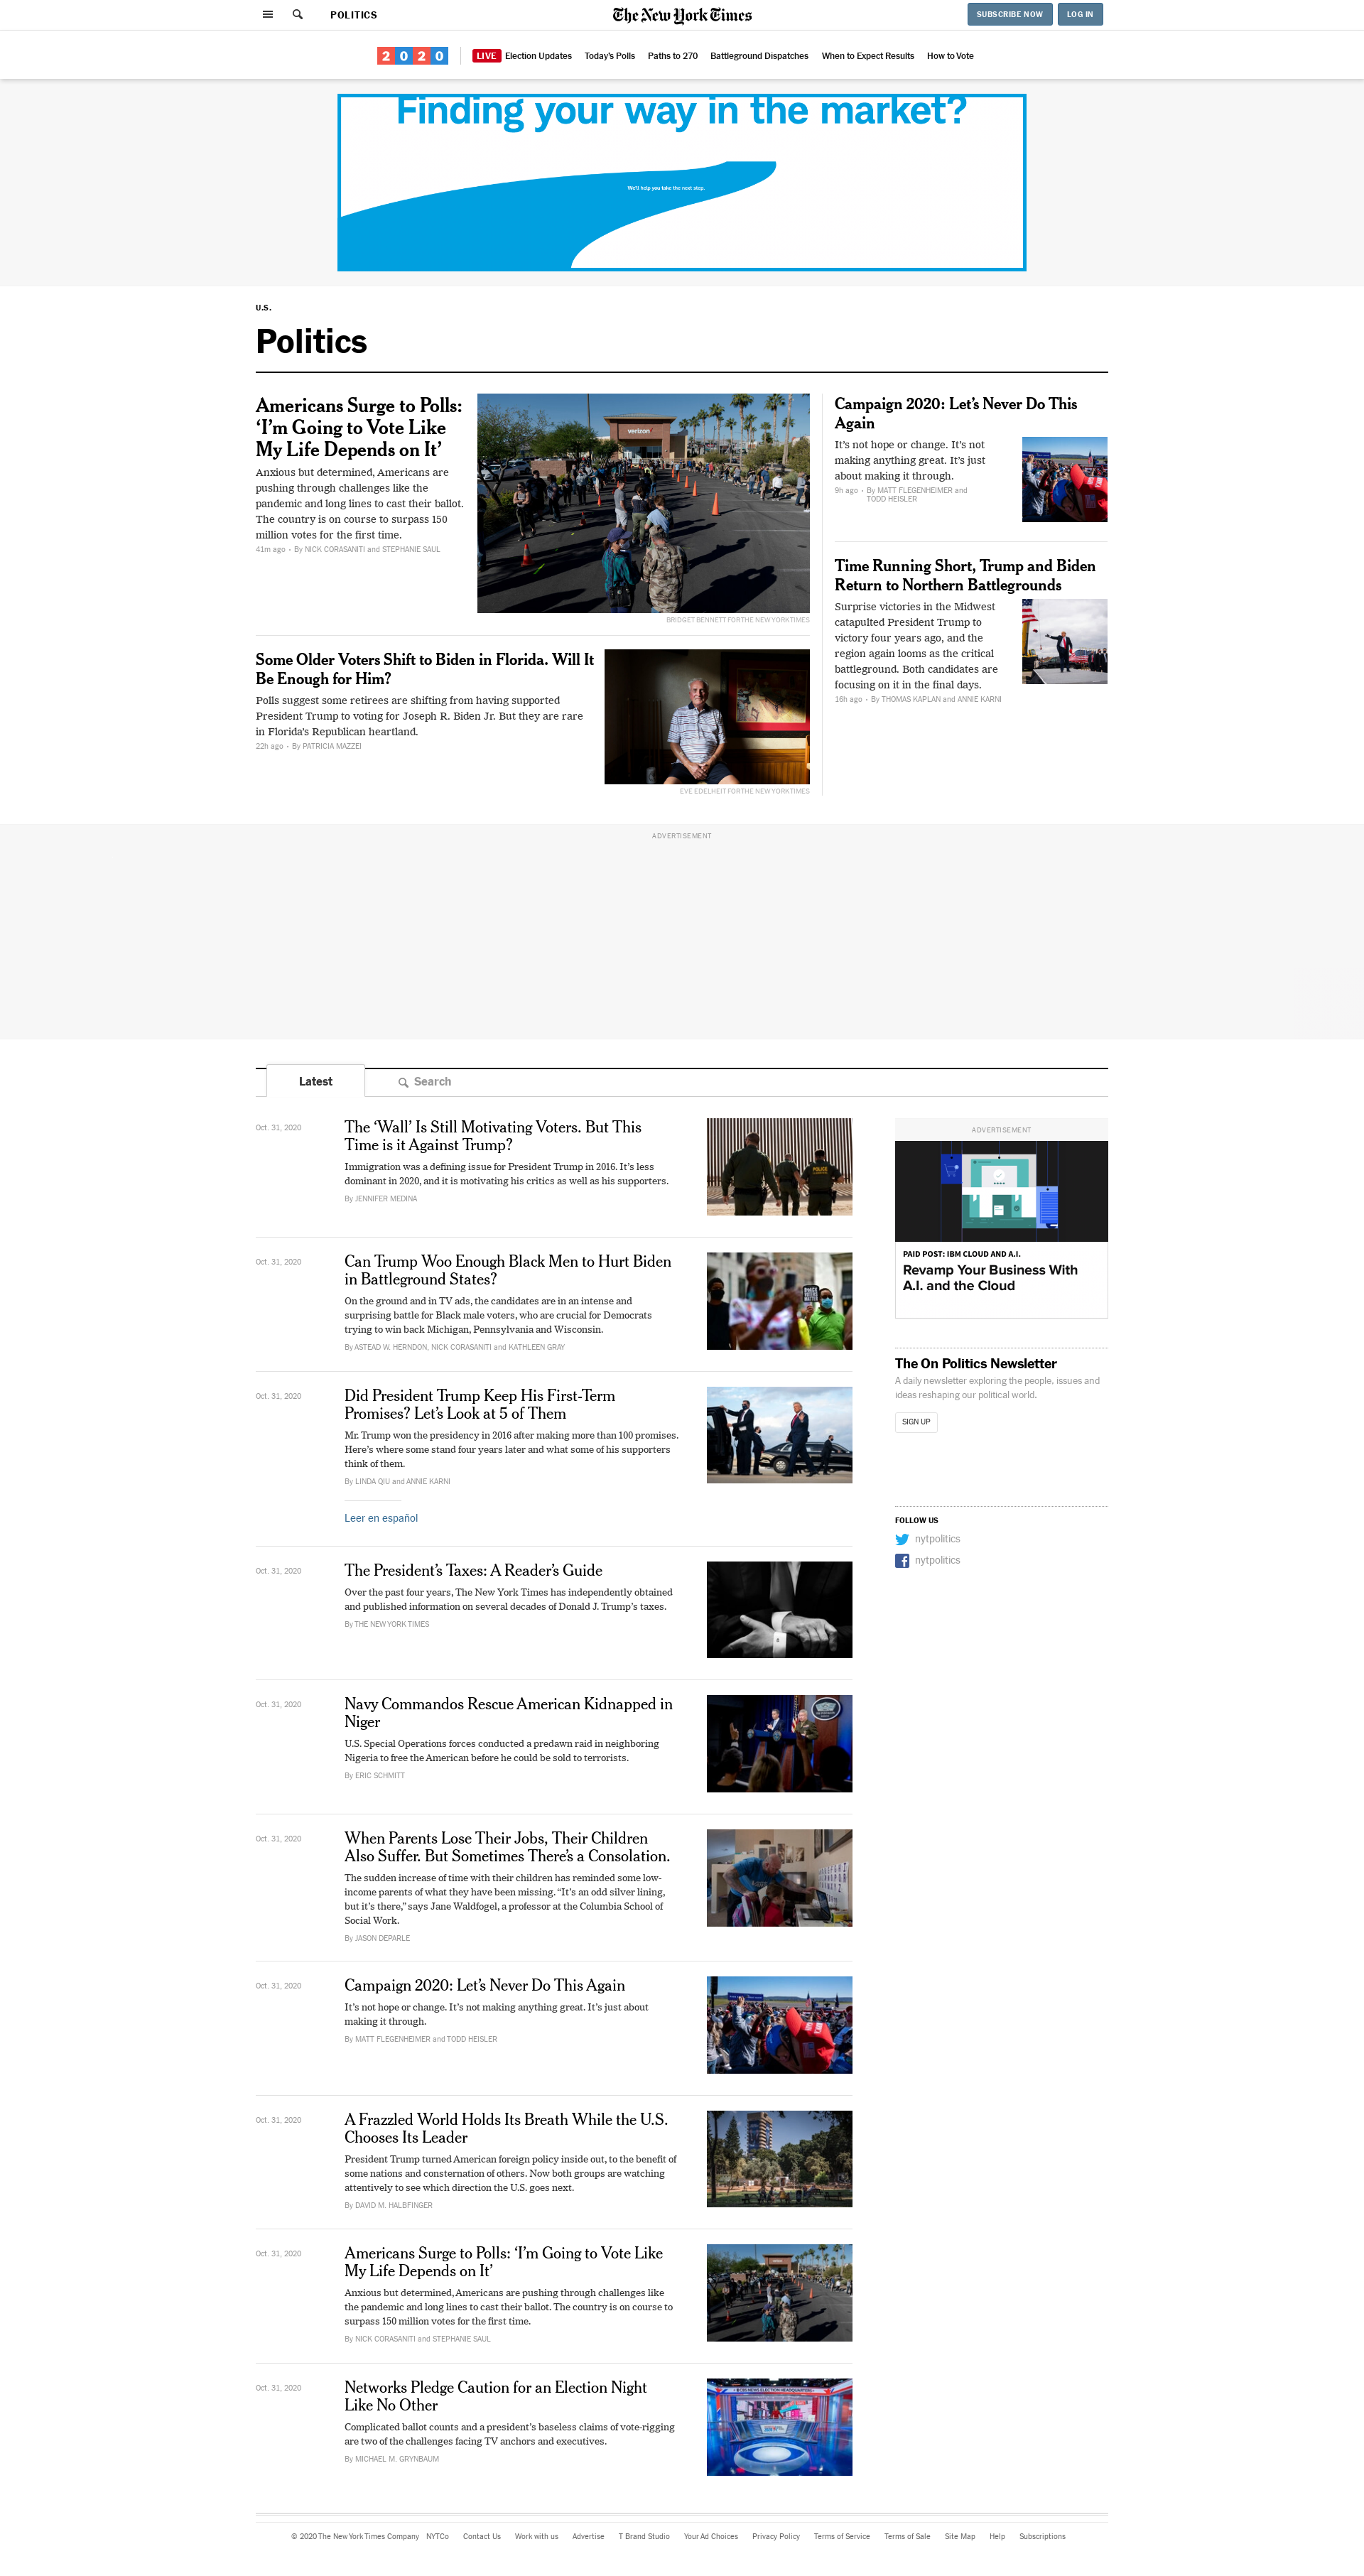 POLITICS
The New York Times
SUBSCRIBE NOW
LOG IN
2020
LIVE Election Updates
Today's Polls
Paths to 270
Battleground Dispatches
When to Expect Results
How to Vote
Finding your way in the market?
We'll help you take the next step.
U.S.
Politics
Americans Surge to Polls:
‘I’m Going to Vote Like
My Life Depends on It’
Anxious but determined, Americans are
pushing through challenges like the
pandemic and long lines to cast their ballot.
The country is on course to surpass 150
million votes for the first time.
41m ago • By NICK CORASANITI and STEPHANIE SAUL
verizon
BRIDGET BENNETT FOR THE NEW YORK TIMES
Some Older Voters Shift to Biden in Florida. Will It
Be Enough for Him?
Polls suggest some retirees are shifting from having supported
President Trump to voting for Joseph R. Biden Jr. But they are rare
in Florida’s Republican heartland.
22h ago • By PATRICIA MAZZEI
EVE EDELHEIT FOR THE NEW YORK TIMES
Campaign 2020: Let’s Never Do This
Again
It’s not hope or change. It’s not
making anything great. It’s just
about making it through.
9h ago • By MATT FLEGENHEIMER and
TODD HEISLER
Time Running Short, Trump and Biden
Return to Northern Battlegrounds
Surprise victories in the Midwest
catapulted President Trump to
victory four years ago, and the
region again looms as the critical
battleground. Both candidates are
focusing on it in the final days.
16h ago • By THOMAS KAPLAN and ANNIE KARNI
ADVERTISEMENT
Latest
Search
Oct. 31, 2020
The ‘Wall’ Is Still Motivating Voters. But This
Time is it Against Trump?
Immigration was a defining issue for President Trump in 2016. It’s less
dominant in 2020, and it is motivating his critics as well as his supporters.
By JENNIFER MEDINA
POLICE
Oct. 31, 2020
Can Trump Woo Enough Black Men to Hurt Biden
in Battleground States?
On the ground and in TV ads, the candidates are in an intense and
surprising battle for Black male voters, who are crucial for Democrats
trying to win back Michigan, Pennsylvania and Wisconsin.
By ASTEAD W. HERNDON, NICK CORASANITI and KATHLEEN GRAY
Oct. 31, 2020
Did President Trump Keep His First-Term
Promises? Let’s Look at 5 of Them
Mr. Trump won the presidency in 2016 after making more than 100 promises.
Here’s where some stand four years later and what some of his supporters
think of them.
By LINDA QIU and ANNIE KARNI
Leer en español
Oct. 31, 2020
The President’s Taxes: A Reader’s Guide
Over the past four years, The New York Times has independently obtained
and published information on several decades of Donald J. Trump’s taxes.
By THE NEW YORK TIMES
Oct. 31, 2020
Navy Commandos Rescue American Kidnapped in
Niger
U.S. Special Operations forces conducted a predawn raid in neighboring
Nigeria to free the American before he could be sold to terrorists.
By ERIC SCHMITT
Oct. 31, 2020
When Parents Lose Their Jobs, Their Children
Also Suffer. But Sometimes There’s a Consolation.
The sudden increase of time with their children has reminded some low-
income parents of what they have been missing. “It’s an odd silver lining,
but it’s there,” says Jane Waldfogel, a professor at the Columbia School of
Social Work.
By JASON DEPARLE
Oct. 31, 2020
Campaign 2020: Let’s Never Do This Again
It’s not hope or change. It’s not making anything great. It’s just about
making it through.
By MATT FLEGENHEIMER and TODD HEISLER
Oct. 31, 2020
A Frazzled World Holds Its Breath While the U.S.
Chooses Its Leader
President Trump turned American foreign policy inside out, to the benefit of
some nations and consternation of others. Now both groups are watching
attentively to see which direction the U.S. goes next.
By DAVID M. HALBFINGER
Oct. 31, 2020
Americans Surge to Polls: ‘I’m Going to Vote Like
My Life Depends on It’
Anxious but determined, Americans are pushing through challenges like
the pandemic and long lines to cast their ballot. The country is on course to
surpass 150 million votes for the first time.
By NICK CORASANITI and STEPHANIE SAUL
Oct. 31, 2020
Networks Pledge Caution for an Election Night
Like No Other
Complicated ballot counts and a president’s baseless claims of vote-rigging
are two of the challenges facing TV anchors and executives.
By MICHAEL M. GRYNBAUM
ADVERTISEMENT
PAID POST: IBM CLOUD AND A.I.
Revamp Your Business With
A.I. and the Cloud
The On Politics Newsletter
A daily newsletter exploring the people, issues and
ideas reshaping our political world.
SIGN UP
FOLLOW US
nytpolitics
nytpolitics
© 2020 The New York Times Company
NYTCo
Contact Us
Work with us
Advertise
T Brand Studio
Your Ad Choices
Privacy Policy
Terms of Service
Terms of Sale
Site Map
Help
Subscriptions